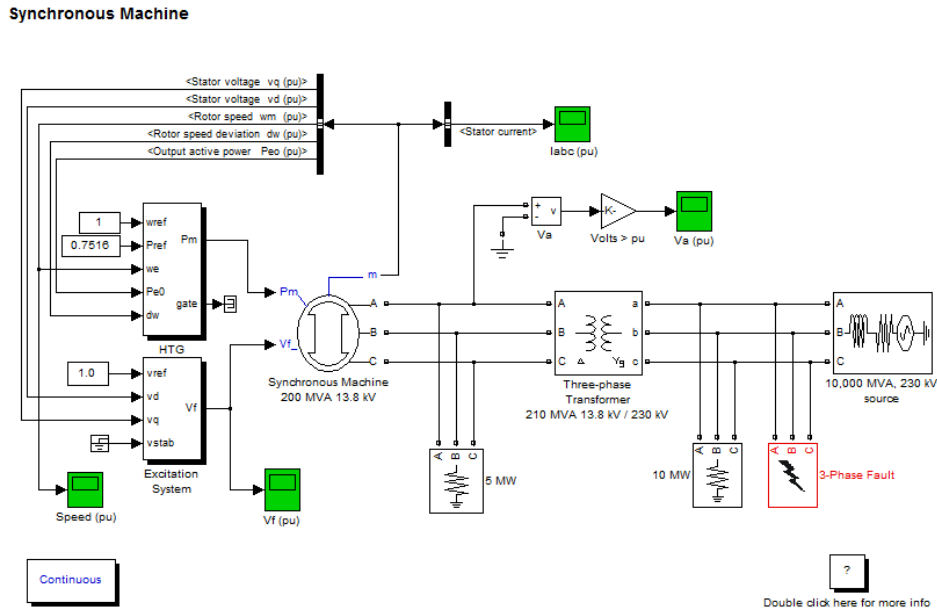 Synchronous Machine
<Stator voltage vq (pu)>
<Stator voltage vd (pu)>
<Rotor speed wm (pu)>
<Rotor speed deviation dw (pu)>
<Output active power Peo (pu)>
<Stator current>
Iabc (pu)
+
-
v
Va
-K-
Volts > pu
Va (pu)
1
0.7516
wref
Pref
we
Pe0
dw
Pm
gate
HTG
m
Pm
Vf_
A
B
C
Synchronous Machine
200 MVA 13.8 kV
A
B
C
a
b
c
Δ
Yg
Three-phase
Transformer
210 MVA 13.8 kV / 230 kV
A
B
C
10,000 MVA, 230 kV
source
1.0
vref
vd
vq
vstab
Vf
Excitation
System
Speed (pu)
Vf (pu)
A B C
5 MW
A B C
10 MW
A B C
3-Phase Fault
Continuous
?
Double click here for more info